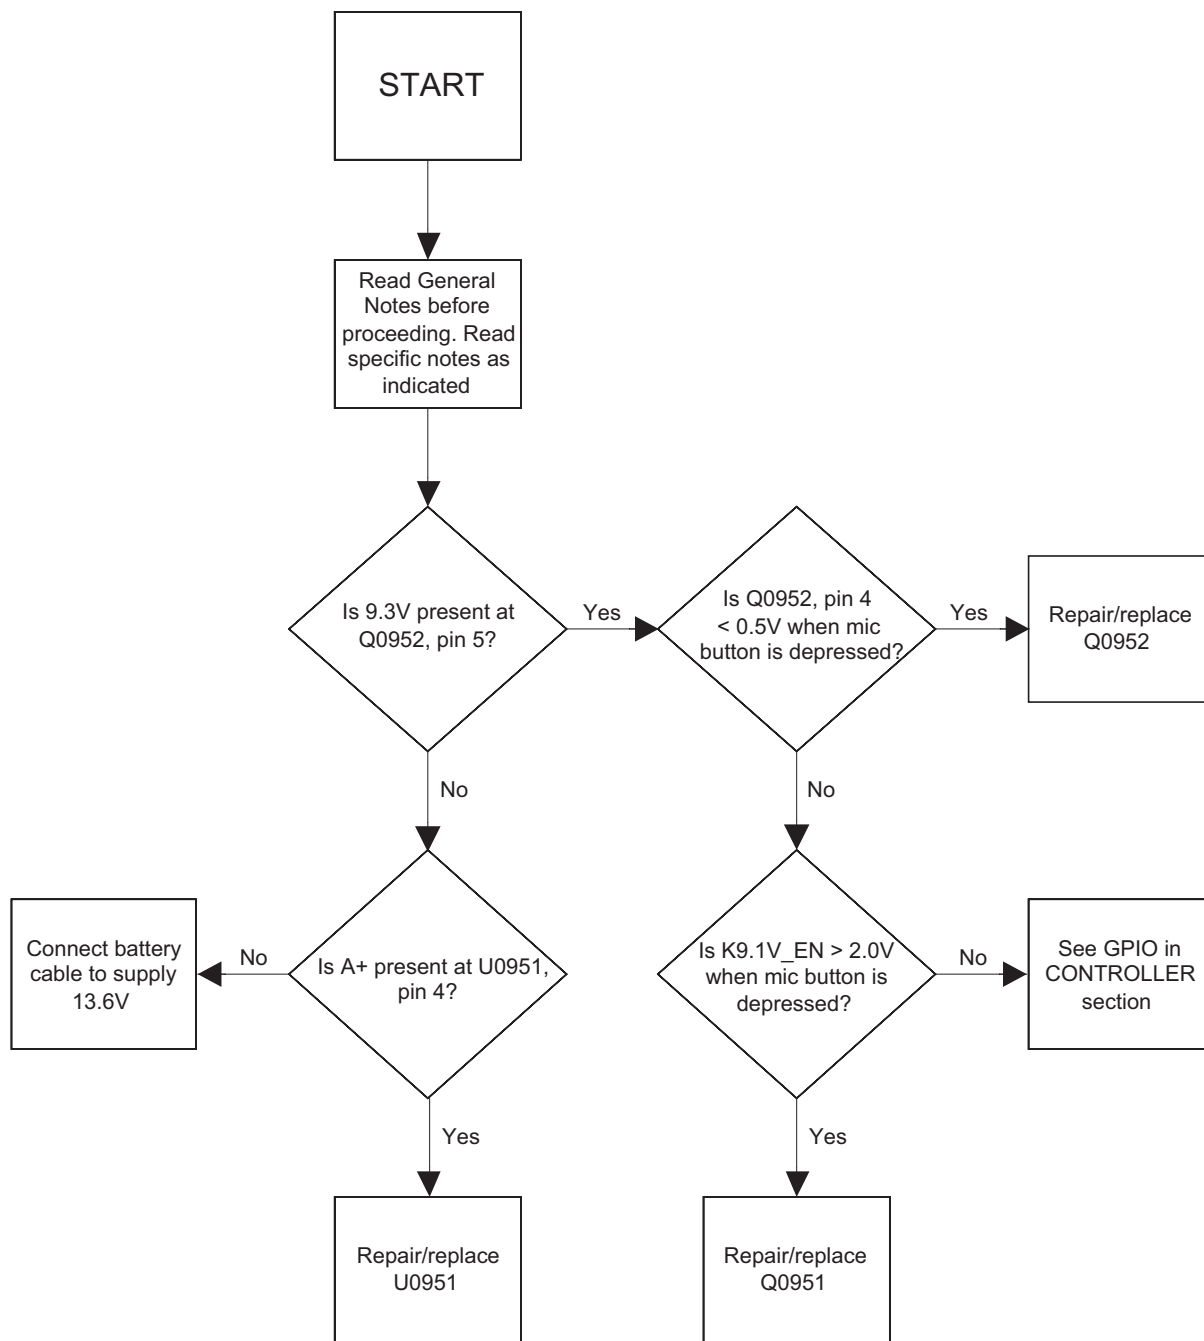 START
Read General
Notes before
proceeding. Read
specific notes as
indicated
Is 9.3V present at
Q0952, pin 5?
Yes
Is Q0952, pin 4
< 0.5V when mic
button is depressed?
Yes
Repair/replace
Q0952
No
No
Connect battery
cable to supply
13.6V
No
Is A+ present at U0951,
pin 4?
Is K9.1V_EN > 2.0V
when mic button is
depressed?
No
See GPIO in
CONTROLLER
section
Yes
Yes
Repair/replace
U0951
Repair/replace
Q0951